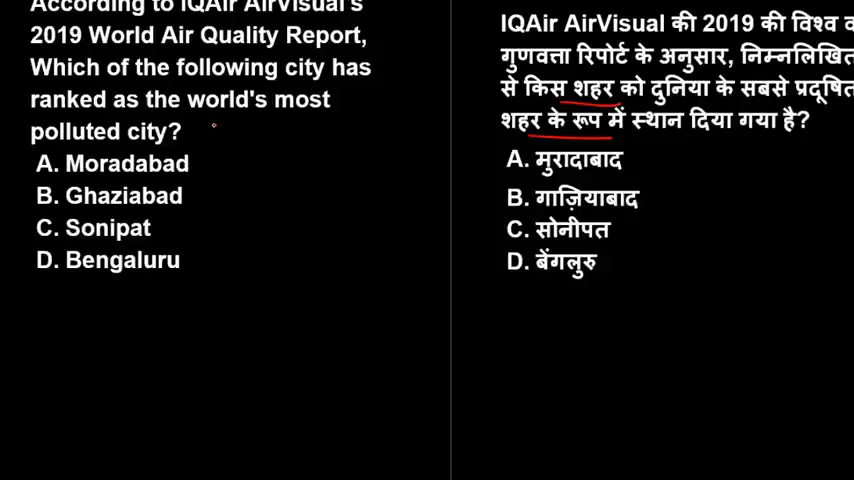 According to IQAir AirVisual's
2019 World Air Quality Report,
Which of the following city has
ranked as the world's most
polluted city?
A. Moradabad
B. Ghaziabad
C. Sonipat
D. Bengaluru
IQAir AirVisual की 2019 की विश्व
गुणवत्ता रिपोर्ट के अनुसार, निम्नलिखित
से किस शहर को दुनिया के सबसे प्रदूषित
शहर के रूप में स्थान दिया गया है?
A. मुरादाबाद
B. गाज़ियाबाद
C. सोनीपत
D. बेंगलुरु